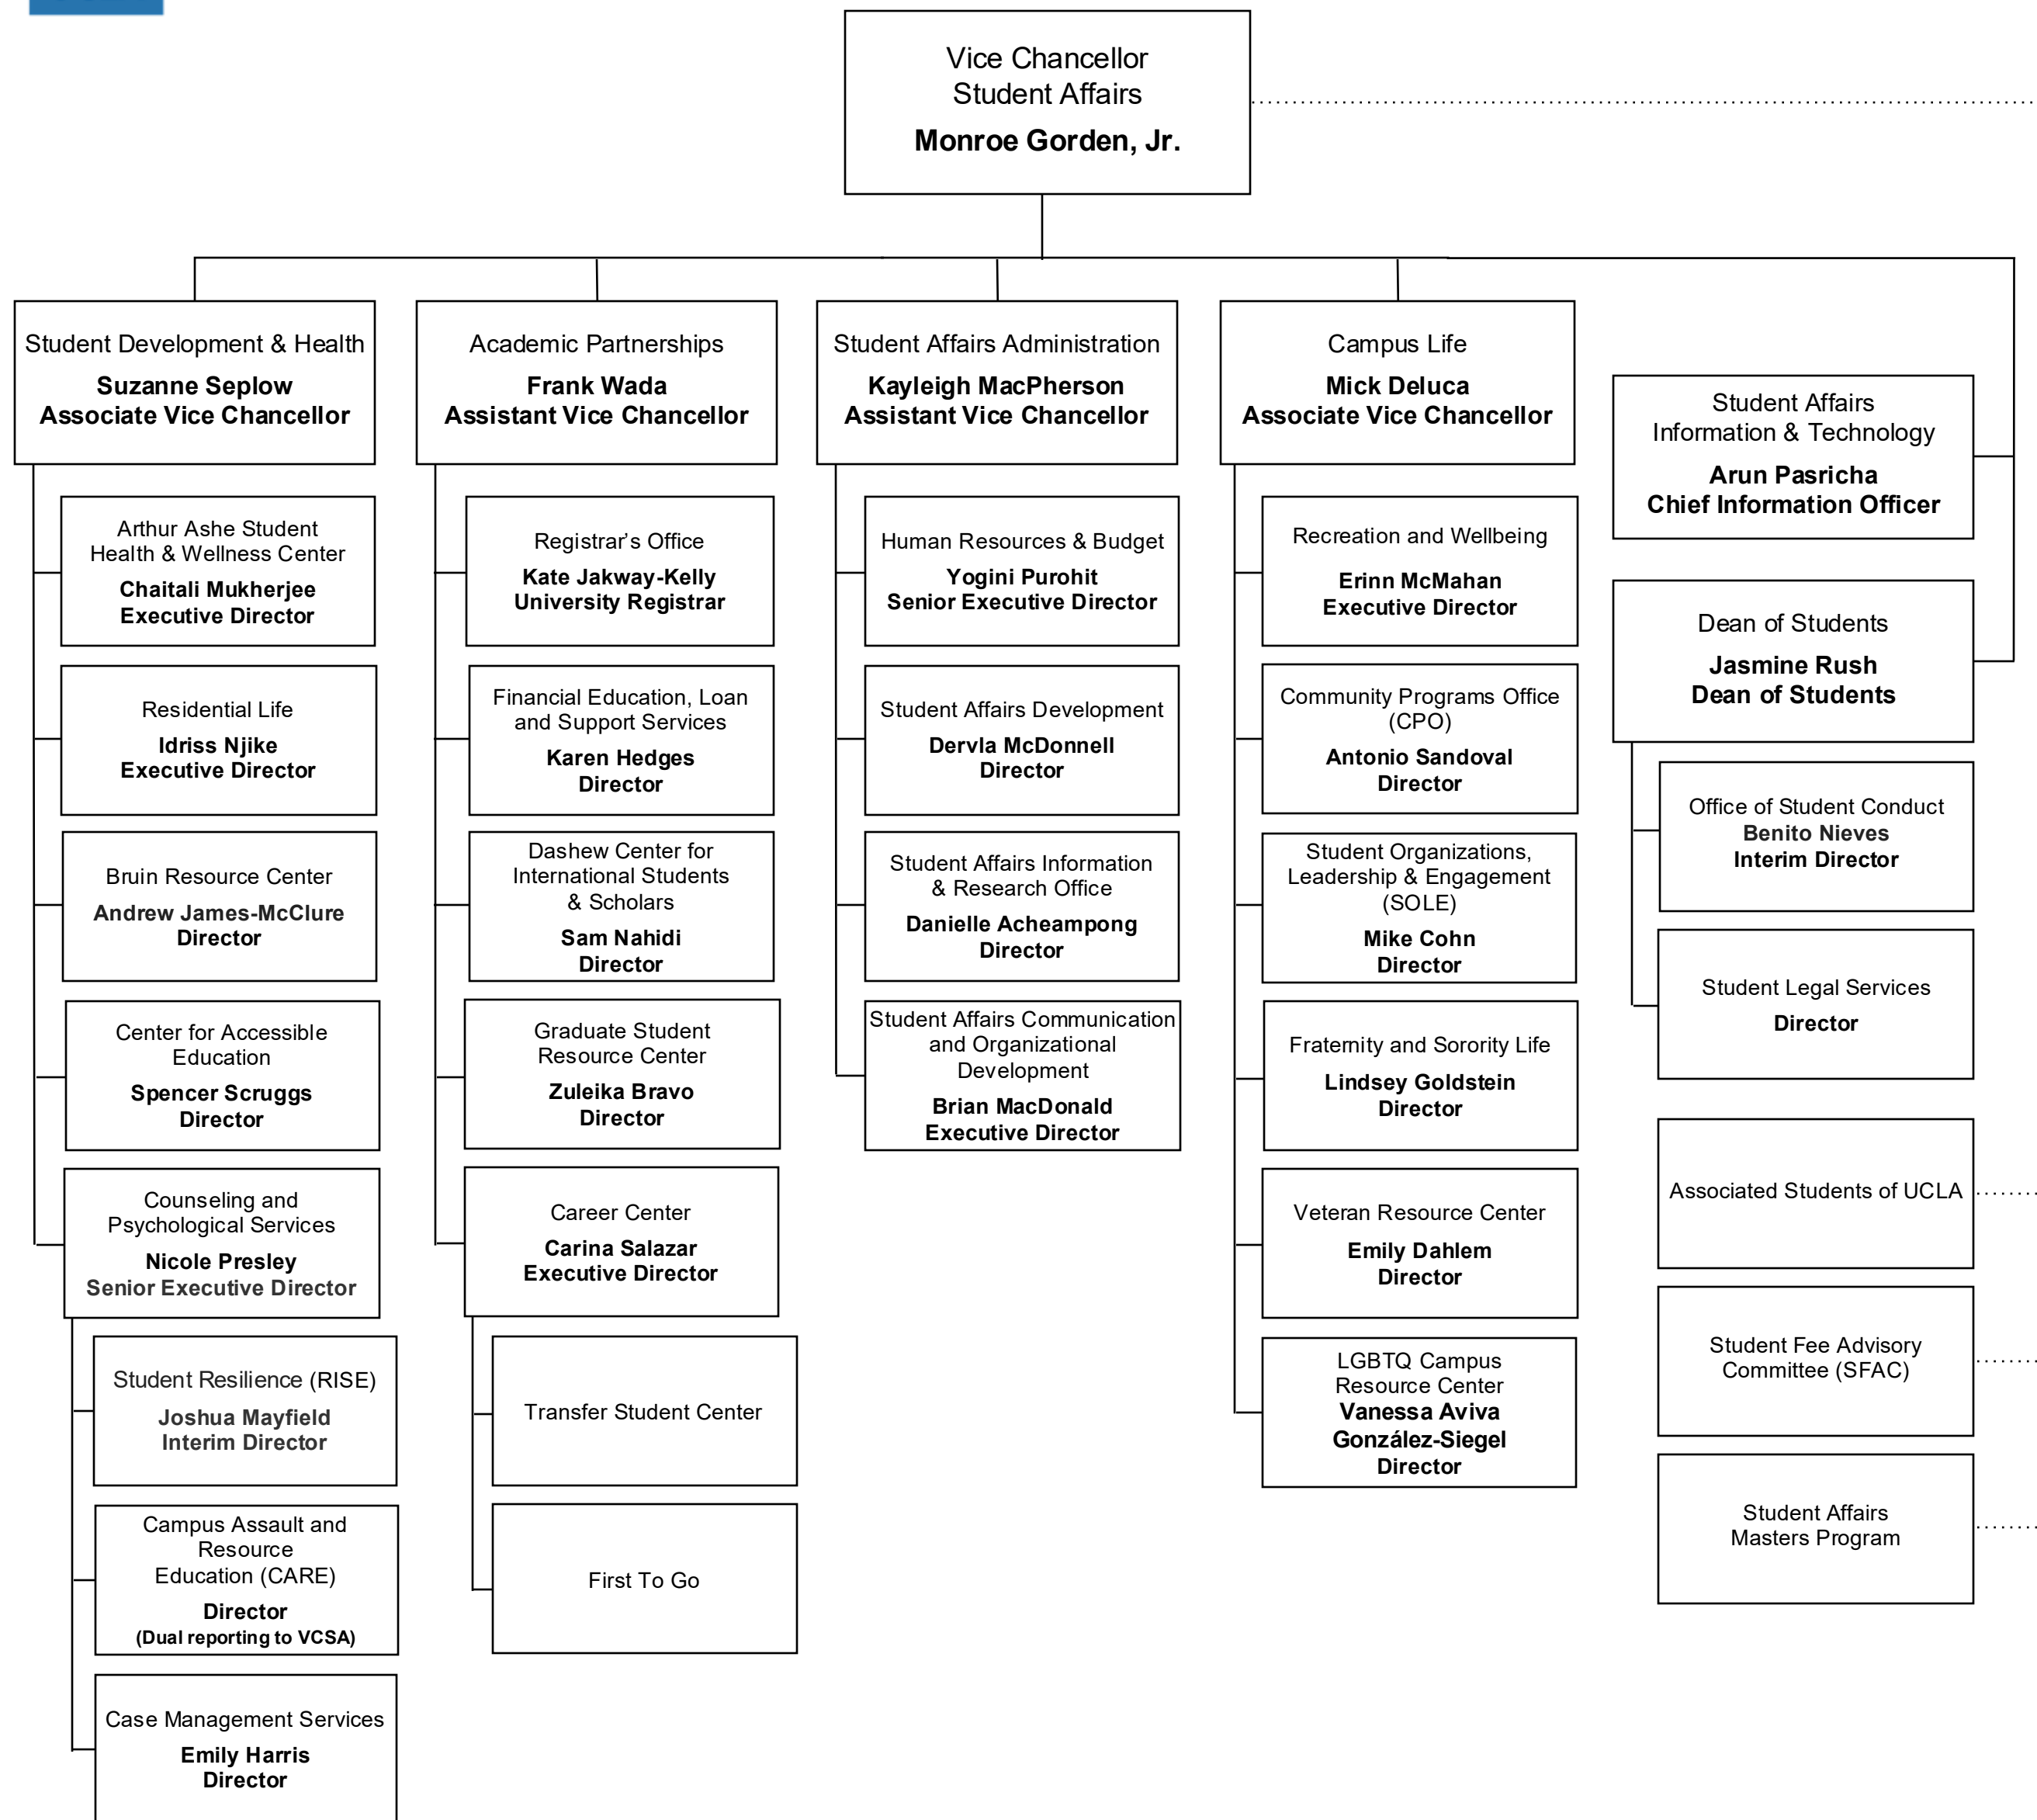 Vice Chancellor
Student Affairs
Monroe Gorden, Jr.
Student Development & Health
Suzanne Seplow
Associate Vice Chancellor
Arthur Ashe Student
Health & Wellness Center
Chaitali Mukherjee
Executive Director
Residential Life
Idriss Njike
Executive Director
Bruin Resource Center
Andrew James-McClure
Director
Center for Accessible
Education
Spencer Scruggs
Director
Counseling and
Psychological Services
Nicole Presley
Senior Executive Director
Student Resilience (RISE)
Joshua Mayfield
Interim Director
Campus Assault and
Resource
Education (CARE)
Director
(Dual reporting to VCSA)
Case Management Services
Emily Harris
Director
Academic Partnerships
Frank Wada
Assistant Vice Chancellor
Registrar’s Office
Kate Jakway-Kelly
University Registrar
Financial Education, Loan
and Support Services
Karen Hedges
Director
Dashew Center for
International Students
& Scholars
Sam Nahidi
Director
Graduate Student
Resource Center
Zuleika Bravo
Director
Career Center
Carina Salazar
Executive Director
Transfer Student Center
First To Go
Student Affairs Administration
Kayleigh MacPherson
Assistant Vice Chancellor
Human Resources & Budget
Yogini Purohit
Senior Executive Director
Student Affairs Development
Dervla McDonnell
Director
Student Affairs Information
& Research Office
Danielle Acheampong
Director
Student Affairs Communication
and Organizational
Development
Brian MacDonald
Executive Director
Campus Life
Mick Deluca
Associate Vice Chancellor
Recreation and Wellbeing
Erinn McMahan
Executive Director
Community Programs Office
(CPO)
Antonio Sandoval
Director
Student Organizations,
Leadership & Engagement
(SOLE)
Mike Cohn
Director
Fraternity and Sorority Life
Lindsey Goldstein
Director
Veteran Resource Center
Emily Dahlem
Director
LGBTQ Campus
Resource Center
Vanessa Aviva
González-Siegel
Director
Student Affairs
Information & Technology
Arun Pasricha
Chief Information Officer
Dean of Students
Jasmine Rush
Dean of Students
Office of Student Conduct
Benito Nieves
Interim Director
Student Legal Services
Director
Associated Students of UCLA
Student Fee Advisory
Committee (SFAC)
Student Affairs
Masters Program